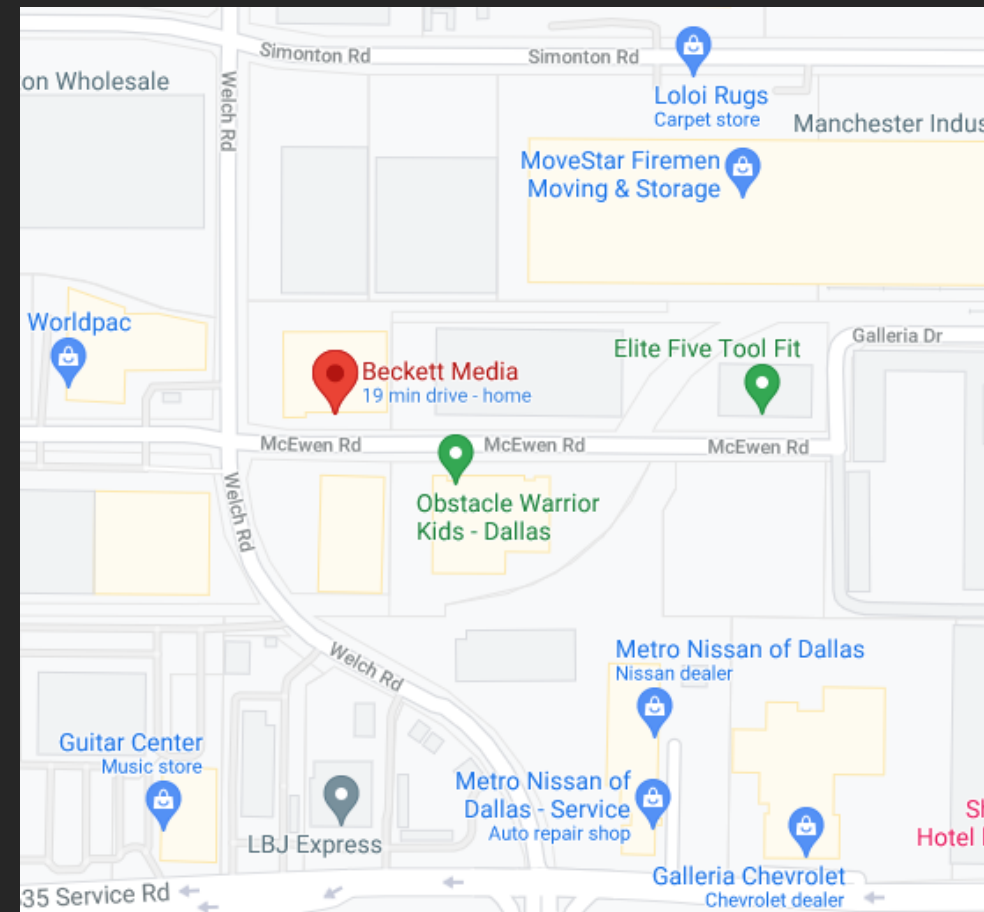 Simonton Rd
Simonton Rd
on Wholesale
Welch Rd
Loloi Rugs
Carpet store
Manchester Indus
MoveStar Firemen
Moving & Storage
Worldpac
Galleria Dr
Elite Five Tool Fit
Beckett Media
19 min drive - home
McEwen Rd
McEwen Rd
McEwen Rd
Welch Rd
Obstacle Warrior
Kids - Dallas
Welch Rd
Metro Nissan of Dallas
Nissan dealer
Guitar Center
Music store
Metro Nissan of
Dallas - Service
Auto repair shop
LBJ Express
Sh
Hotel
Galleria Chevrolet
Chevrolet dealer
35 Service Rd